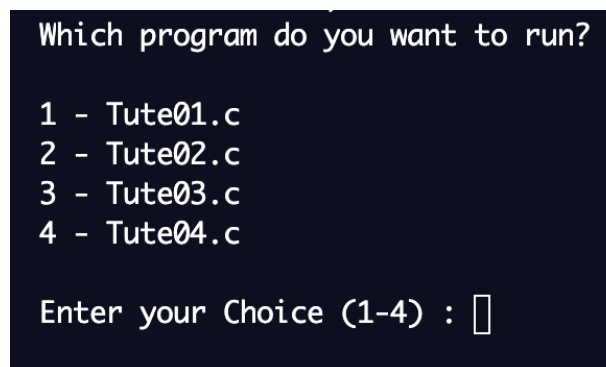 Which program do you want to run?
1 - Tute01.c
2 - Tute02.c
3 - Tute03.c
4 - Tute04.c
Enter your Choice (1-4) :